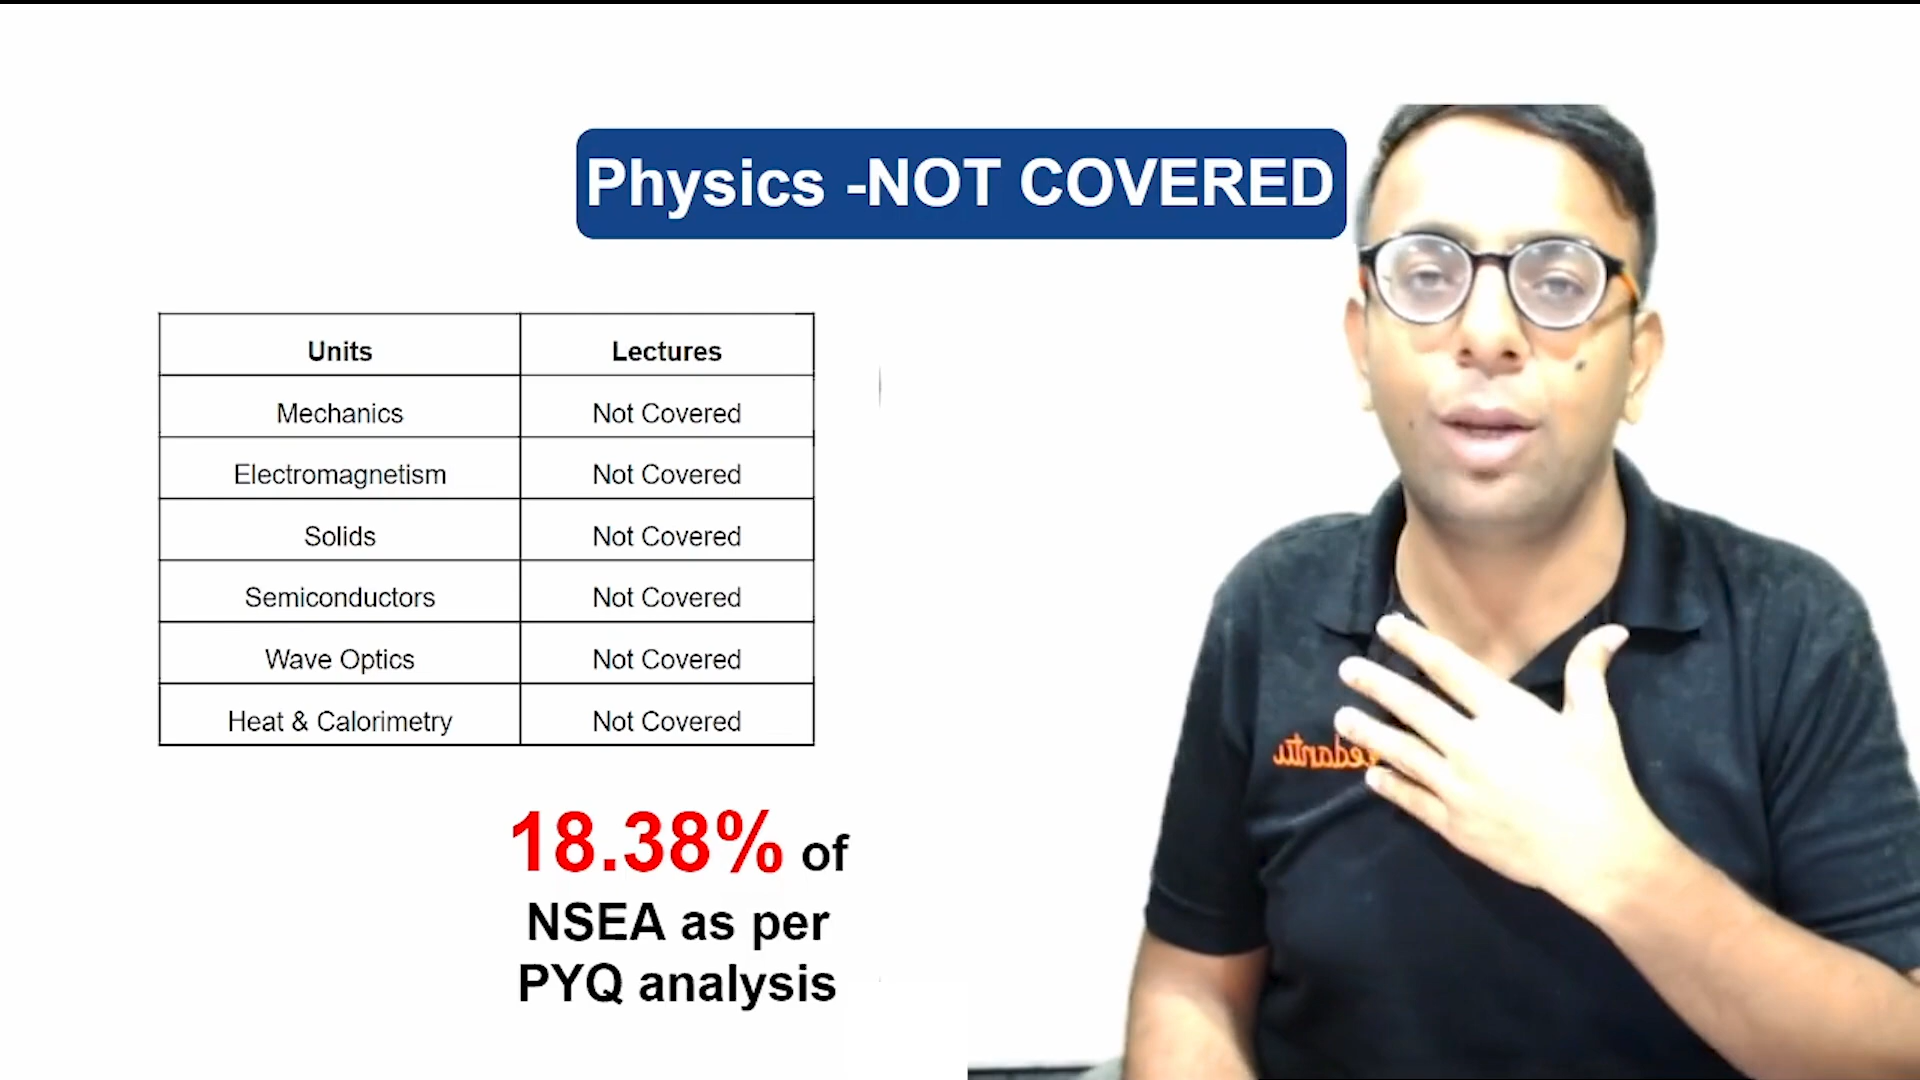 Physics -NOT COVERED
Units Lectures
Mechanics Not Covered
Electromagnetism Not Covered
Solids Not Covered
Semiconductors Not Covered
Wave Optics Not Covered
Heat & Calorimetry Not Covered
18.38% of
NSEA as per
PYQ analysis